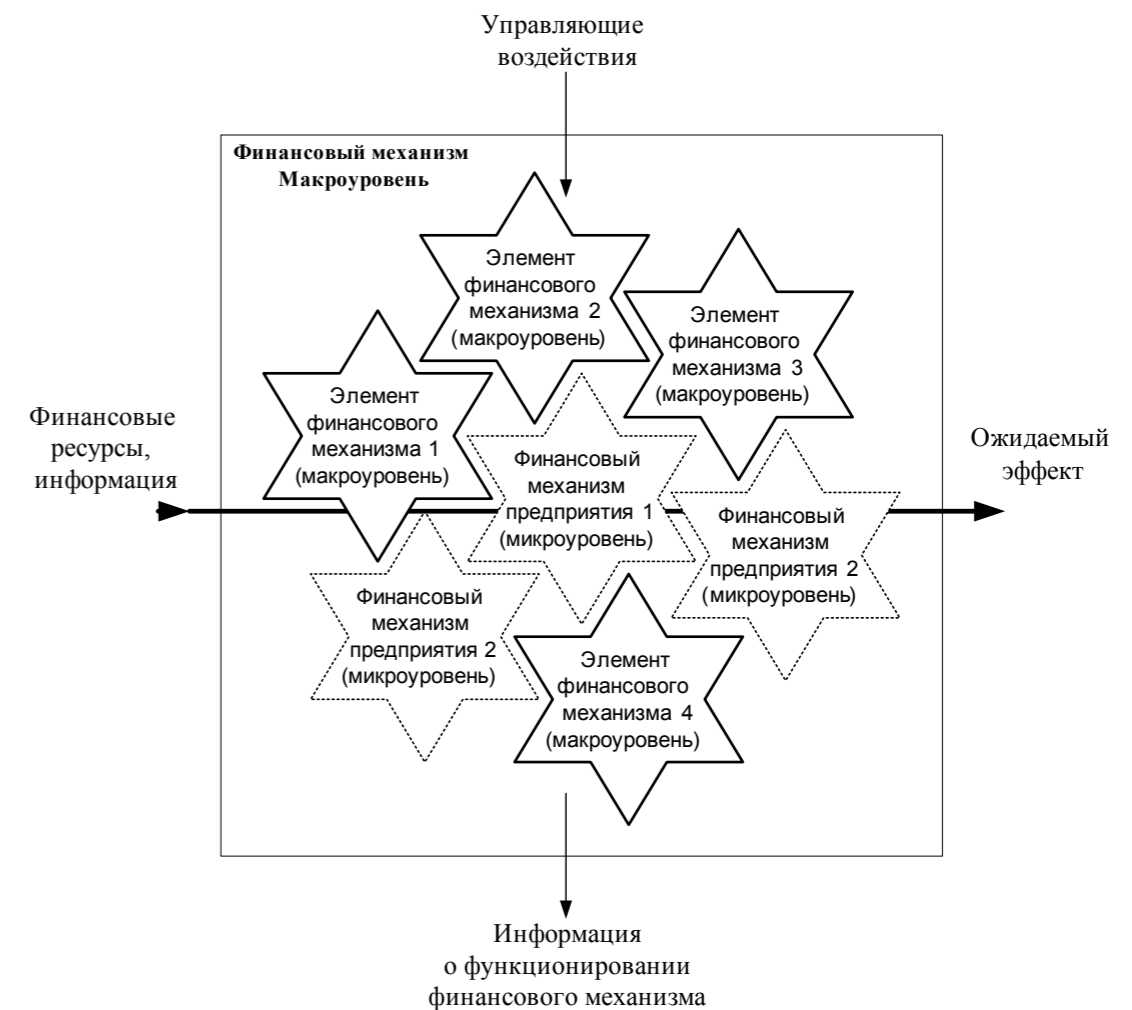 Управляющие
воздействия
Финансовый механизм
Макроуровень
Элемент
финансового
механизма 2
(макроуровень)
Элемент
финансового
механизма 3
(макроуровень)
Элемент
финансового
механизма 1
(макроуровень)
Финансовые
ресурсы,
информация
Финансовый
механизм
предприятия 1
(микроуровень)
Ожидаемый
эффект
Финансовый
механизм
предприятия 2
(микроуровень)
Финансовый
механизм
предприятия 2
(микроуровень)
Элемент
финансового
механизма 4
(макроуровень)
Информация
о функционировании
финансового механизма